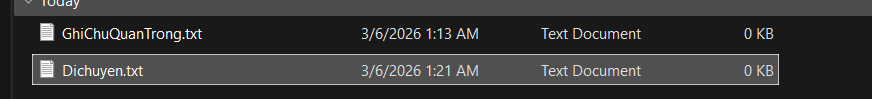 Today
GhiChuQuanTrong.txt 3/6/2026 1:13 AM Text Document 0 KB
Dichuyen.txt 3/6/2026 1:21 AM Text Document 0 KB